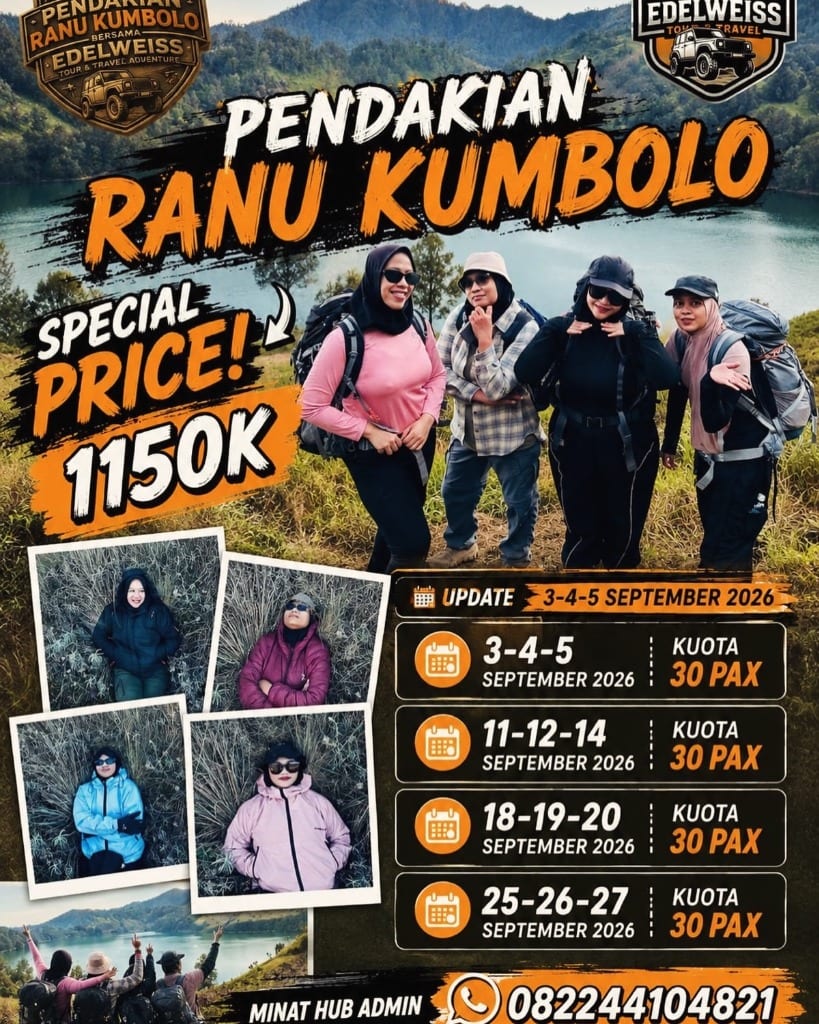 PENDAKIAN
RANU KUMBOLO
BERSAMA
EDELWEISS
TOUR & TRAVEL ADVENTURE
EDELWEISS
TOUR & TRAVEL
PENDAKIAN
RANU KUMBOLO
SPECIAL
PRICE!
1150K
UPDATE 3-4-5 SEPTEMBER 2026
3-4-5
SEPTEMBER 2026
KUOTA
30 PAX
11-12-14
SEPTEMBER 2026
KUOTA
30 PAX
18-19-20
SEPTEMBER 2026
KUOTA
30 PAX
25-26-27
SEPTEMBER 2026
KUOTA
30 PAX
MINAT HUB ADMIN 082244104821